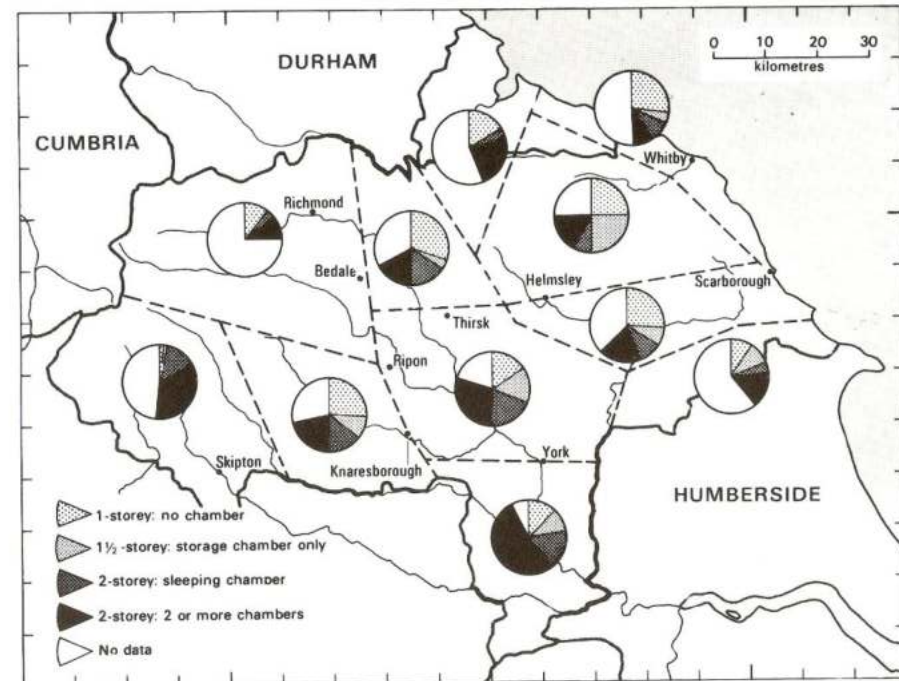 DURHAM
0 10 20 30
kilometres
CUMBRIA
Whitby
Richmond
Bedale
Helmsley
Scarborough
Thirsk
Ripon
Knaresborough
York
Skipton
HUMBERSIDE
1-storey: no chamber
1½-storey: storage chamber only
2-storey: sleeping chamber
2-storey: 2 or more chambers
No data